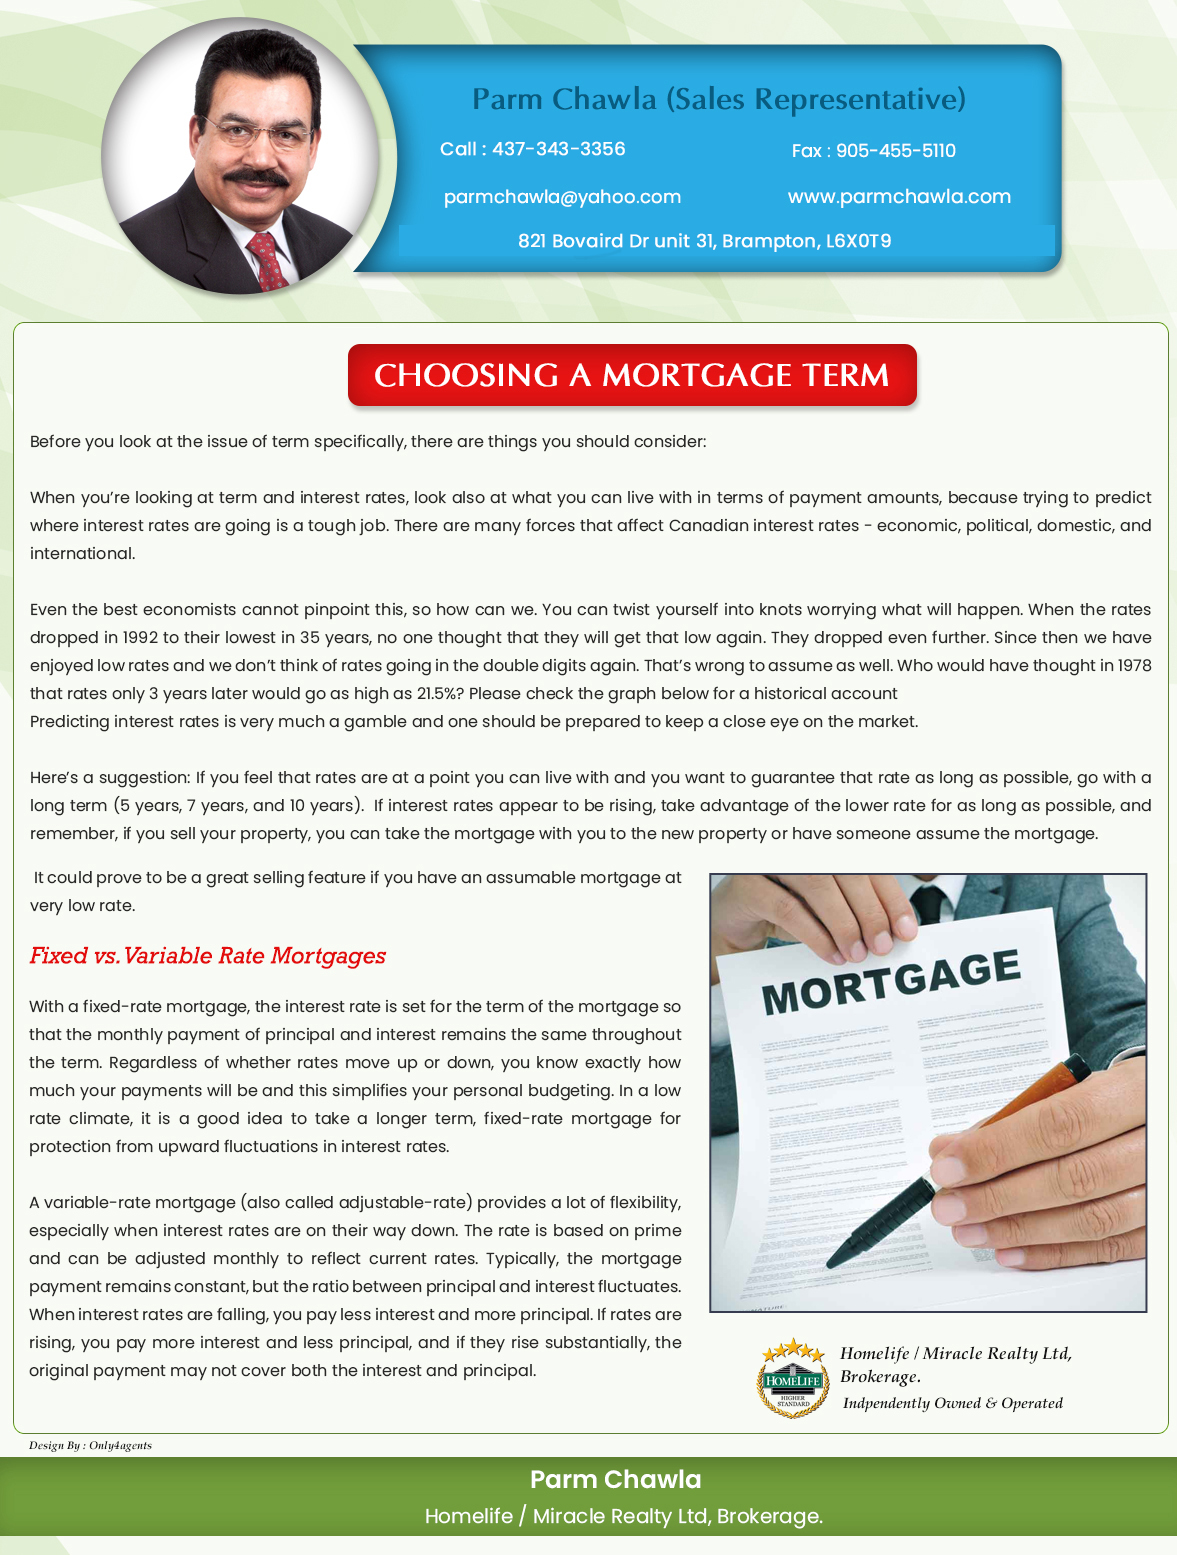 Parm Chawla (Sales Representative)
Call : 437-343-3356
Fax : 905-455-5110
parmchawla@yahoo.com
www.parmchawla.com
821 Bovaird Dr unit 31, Brampton, L6X0T9
CHOOSING A MORTGAGE TERM
Before you look at the issue of term specifically, there are things you should consider:
When you're looking at term and interest rates, look also at what you can live with in terms of payment amounts, because trying to predict
where interest rates are going is a tough job. There are many forces that affect Canadian interest rates - economic, political, domestic, and
international.
Even the best economists cannot pinpoint this, so how can we. You can twist yourself into knots worrying what will happen. When the rates
dropped in 1992 to their lowest in 35 years, no one thought that they will get that low again. They dropped even further. Since then we have
enjoyed low rates and we don't think of rates going in the double digits again. That's wrong to assume as well. Who would have thought in 1978
that rates only 3 years later would go as high as 21.5%? Please check the graph below for a historical account
Predicting interest rates is very much a gamble and one should be prepared to keep a close eye on the market.
Here's a suggestion: If you feel that rates are at a point you can live with and you want to guarantee that rate as long as possible, go with a
long term (5 years, 7 years, and 10 years). If interest rates appear to be rising, take advantage of the lower rate for as long as possible, and
remember, if you sell your property, you can take the mortgage with you to the new property or have someone assume the mortgage.
It could prove to be a great selling feature if you have an assumable mortgage at
very low rate.
Fixed vs. Variable Rate Mortgages
With a fixed-rate mortgage, the interest rate is set for the term of the mortgage so
that the monthly payment of principal and interest remains the same throughout
the term. Regardless of whether rates move up or down, you know exactly how
much your payments will be and this simplifies your personal budgeting. In a low
rate climate, it is a good idea to take a longer term, fixed-rate mortgage for
protection from upward fluctuations in interest rates.
A variable-rate mortgage (also called adjustable-rate) provides a lot of flexibility,
especially when interest rates are on their way down. The rate is based on prime
and can be adjusted monthly to reflect current rates. Typically, the mortgage
payment remains constant, but the ratio between principal and interest fluctuates.
When interest rates are falling, you pay less interest and more principal. If rates are
rising, you pay more interest and less principal, and if they rise substantially, the
original payment may not cover both the interest and principal.
MORTGAGE
HOMELIFE
HIGHER
STANDARD
Homelife / Miracle Realty Ltd,
Brokerage.
Indpendently Owned & Operated
Design By : Only4agents
Parm Chawla
Homelife / Miracle Realty Ltd, Brokerage.